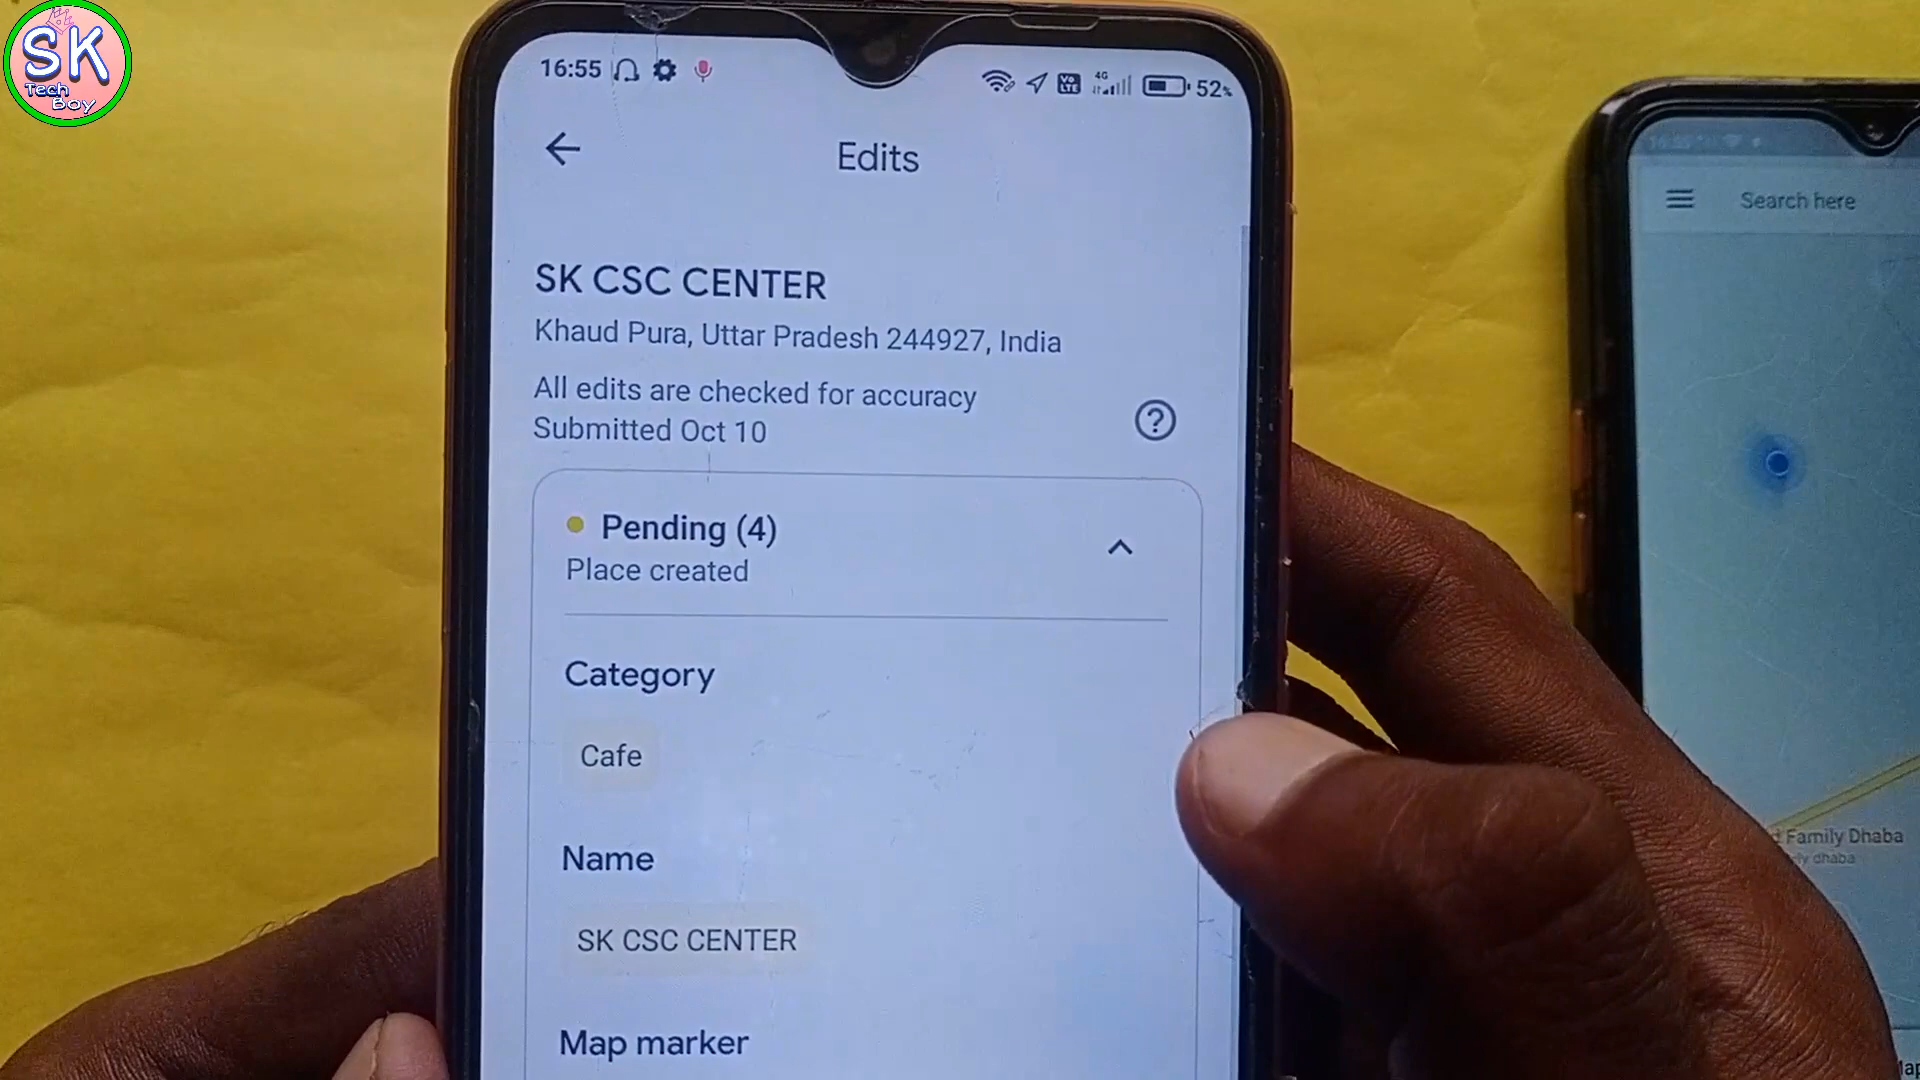 SK
Tech
Boy
16:55
4G
VoLTE
52%
Edits
SK CSC CENTER
Khaud Pura, Uttar Pradesh 244927, India
All edits are checked for accuracy
Submitted Oct 10
Pending (4)
Place created
Category
Cafe
Name
SK CSC CENTER
Map marker
Search here
Family Dhaba
dhaba